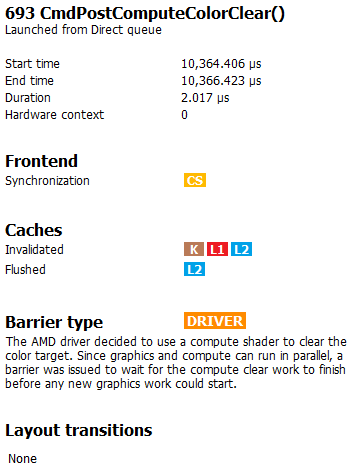 693 CmdPostComputeColorClear()
Launched from Direct queue
Start time 10,364.406 µs
End time 10,366.423 µs
Duration 2.017 µs
Hardware context 0
Frontend
Synchronization CS
Caches
Invalidated K L1 L2
Flushed L2
Barrier type DRIVER
The AMD driver decided to use a compute shader to clear the
color target. Since graphics and compute can run in parallel, a
barrier was issued to wait for the compute clear work to finish
before any new graphics work could start.
Layout transitions
None